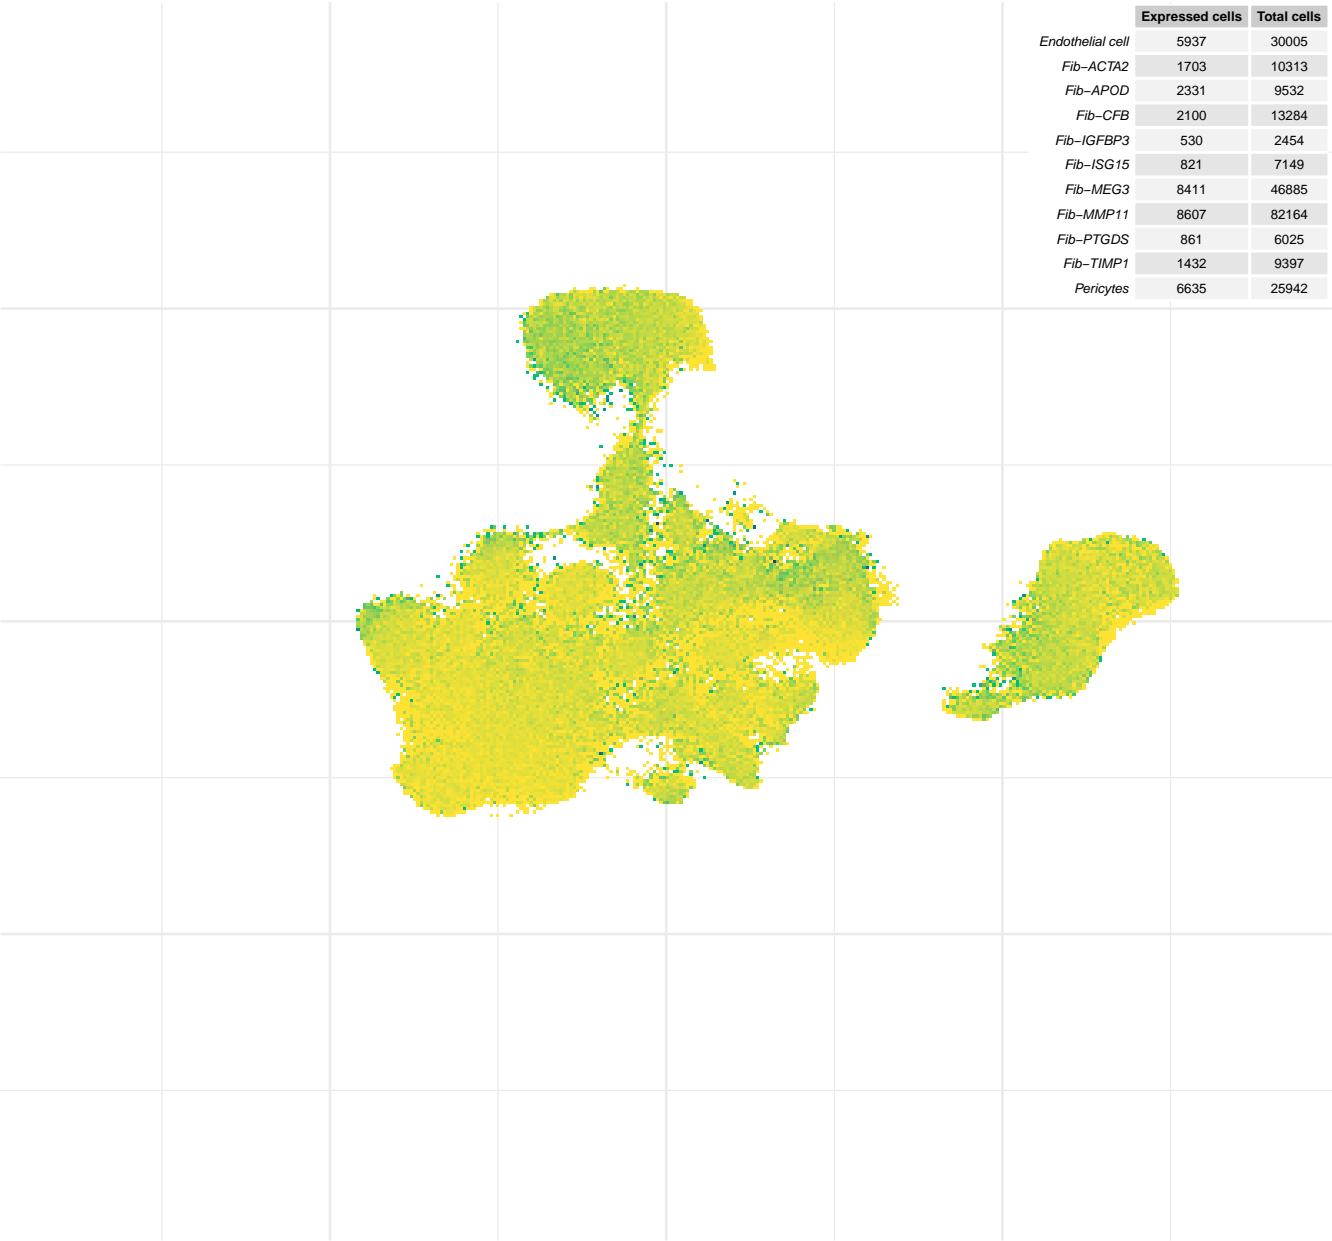 Expressed cells Total cells
Endothelial cell 5937 30005
Fib−ACTA2 1703 10313
Fib−APOD 2331 9532
Fib−CFB 2100 13284
Fib−IGFBP3 530 2454
Fib−ISG15 821 7149
Fib−MEG3 8411 46885
Fib−MMP11 8607 82164
Fib−PTGDS 861 6025
Fib−TIMP1 1432 9397
Pericytes 6635 25942